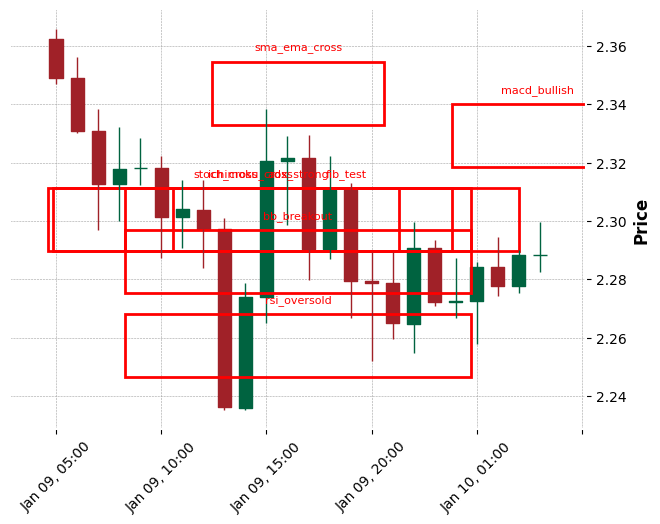 sma_ema_cross
macd_bullish
fib_test
rsi_oversold
2.36
2.34
2.32
2.30
2.28
2.26
2.24
Price
Jan 09, 05:00
Jan 09, 10:00
Jan 09, 15:00
Jan 09, 20:00
Jan 10, 01:00